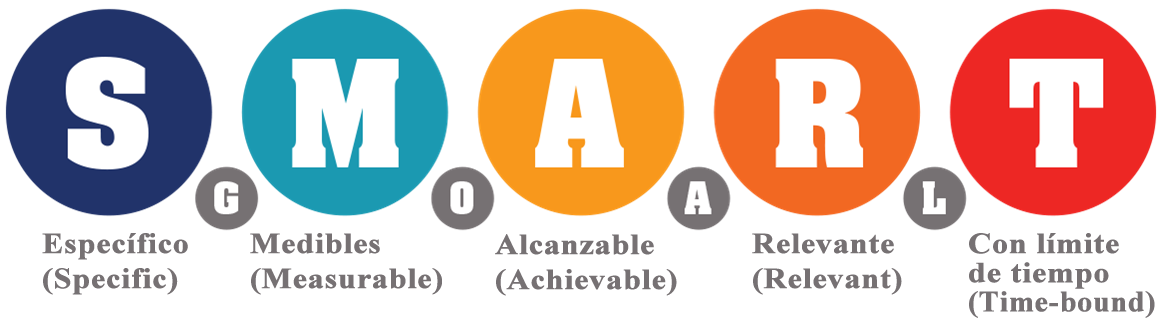 S M A R T
G O A L
Específico
(Specific)
Medibles
(Measurable)
Alcanzable
(Achievable)
Relevante
(Relevant)
Con límite
de tiempo
(Time-bound)